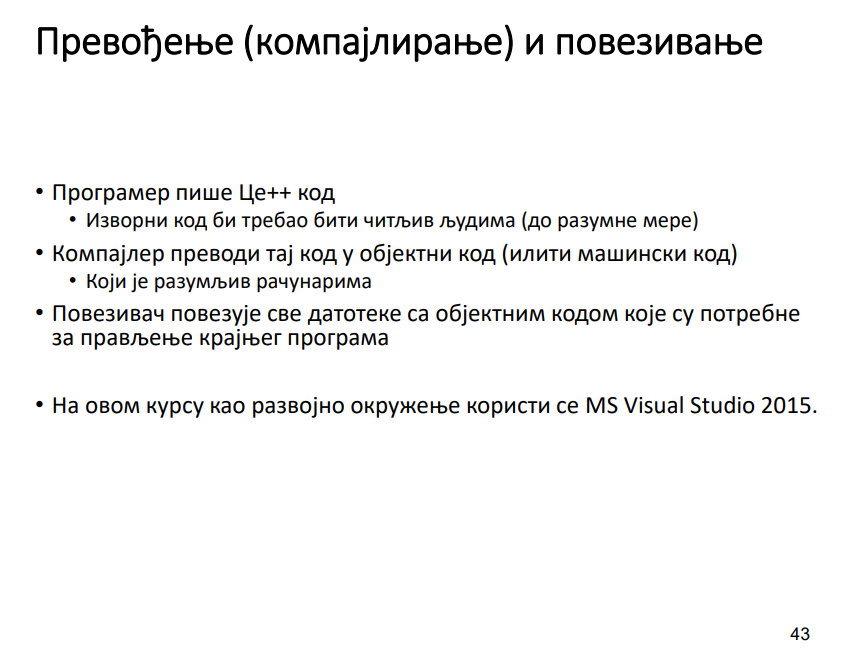 Превођење (компајлирање) и повезивање
• Програмер пише Це++ код
• Изворни код би требао бити читљив људима (до разумне мере)
• Компајлер преводи тај код у објектни код (илити машински код)
• Који је разумљив рачунарима
• Повезивач повезује све датотеке са објектним кодом које су потребне
за прављење крајњег програма
• На овом курсу као развојно окружење користи се MS Visual Studio 2015.
43